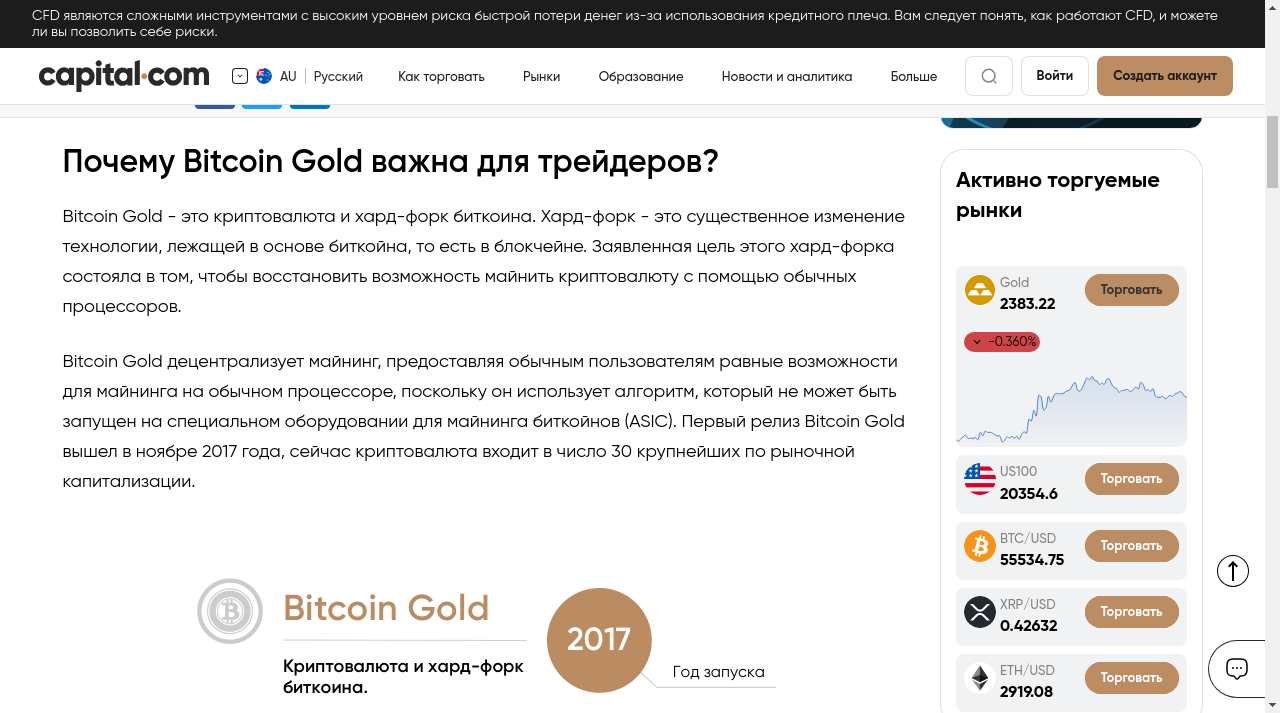 CFD являются сложными инструментами с высоким уровнем риска быстрой потери денег из-за использования кредитного плеча. Вам следует понять, как работают CFD, и можете
ли вы позволить себе риски.
capital.com
AU
Русский
Как торговать
Рынки
Образование
Новости и аналитика
Больше
Войти
Создать аккаунт
Почему Bitcoin Gold важна для трейдеров?
Bitcoin Gold - это криптовалюта и хард-форк биткоина. Хард-форк - это существенное изменение
технологии, лежащей в основе биткойна, то есть в блокчейне. Заявленная цель этого хард-форка
состояла в том, чтобы восстановить возможность майнить криптовалюту с помощью обычных
процессоров.
Bitcoin Gold децентрализует майнинг, предоставляя обычным пользователям равные возможности
для майнинга на обычном процессоре, поскольку он использует алгоритм, который не может быть
запущен на специальном оборудовании для майнинга биткойнов (ASIC). Первый релиз Bitcoin Gold
вышел в ноябре 2017 года, сейчас криптовалюта входит в число 30 крупнейших по рыночной
капитализации.
Bitcoin Gold
Криптовалюта и хард-форк
биткоина.
2017
Год запуска
Активно торгуемые
рынки
Gold
2383.22
Торговать
-0.360%
US100
20354.6
Торговать
BTC/USD
55534.75
Торговать
XRP/USD
0.42632
Торговать
ETH/USD
2919.08
Торговать